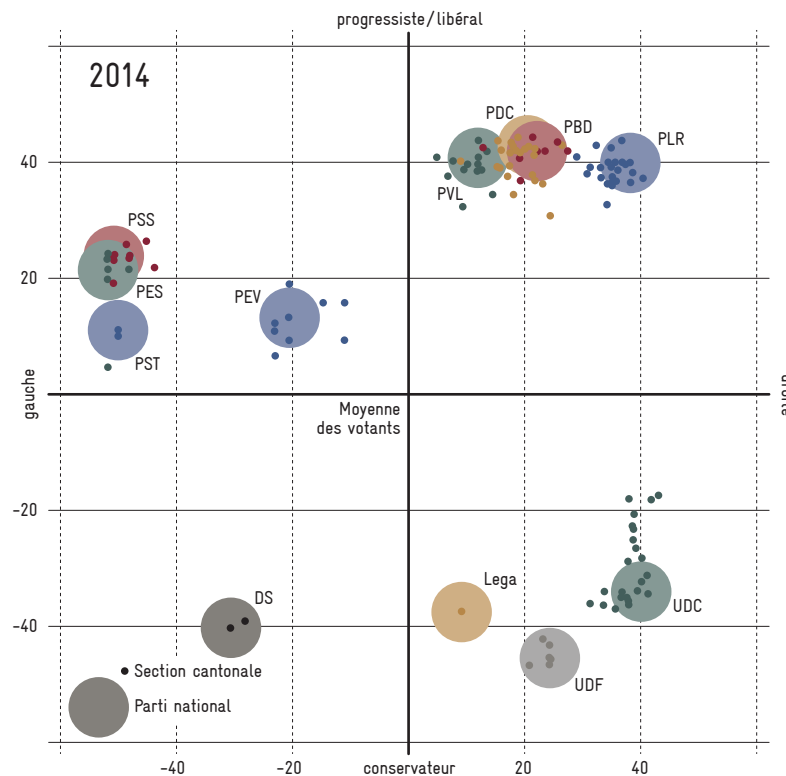 progressiste/libéral
2014
PDC
PBD
PLR
40
PVL
PSS
20
PES
PEV
PST
gauche
Moyenne
des votants
-20
Lega
DS
UDC
-40
Section cantonale
UDF
Parti national
-40
-20
conservateur
20
40